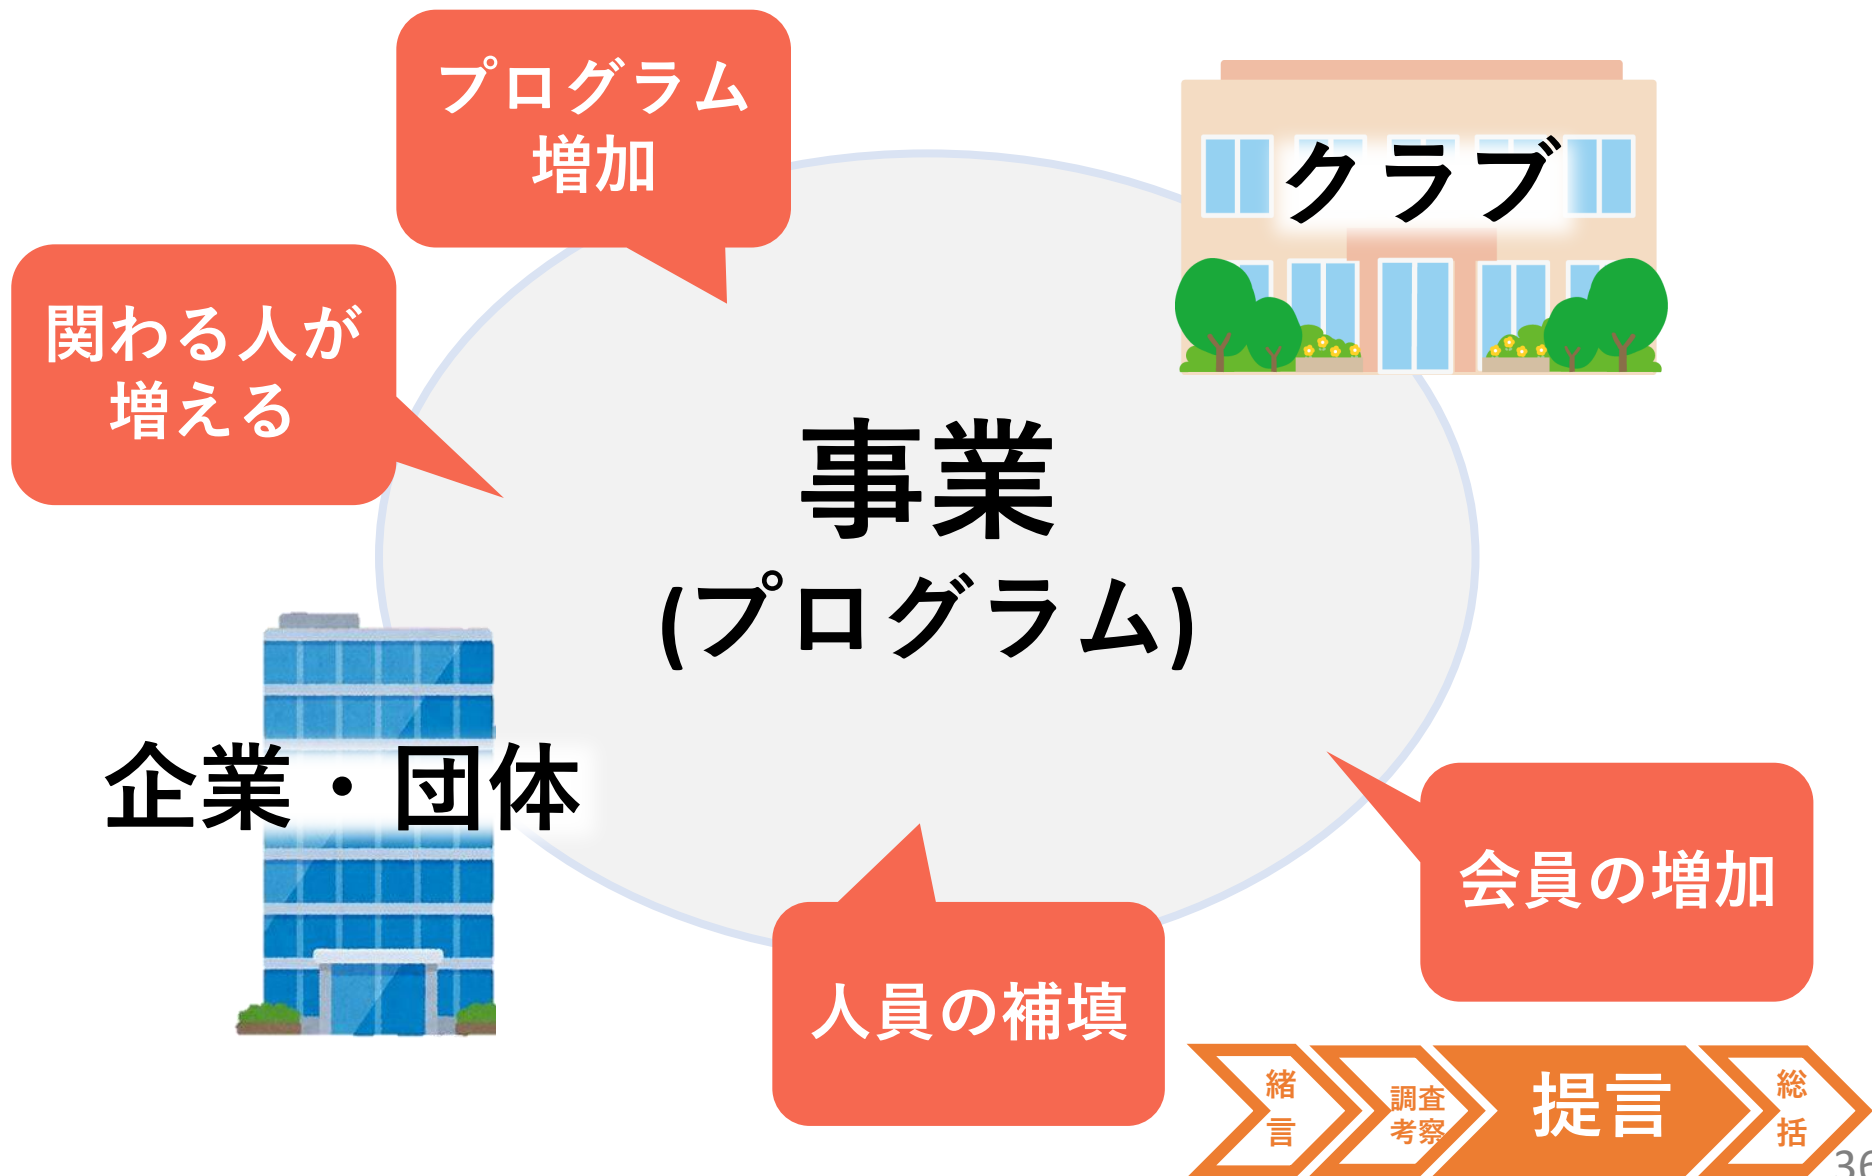 プログラム
増加
クラブ
関わる人が
増える
事業
(プログラム)
企業・団体
会員の増加
人員の補填
緒
言
調査
考察
提言
総
括
36